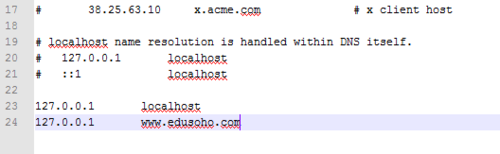 17 #       38.25.63.10     x.acme.com              # x client host
18
19 # localhost name resolution is handled within DNS itself.
20 #   127.0.0.1       localhost
21 #   ::1             localhost
22
23 127.0.0.1       localhost
24 127.0.0.1       www.edusoho.com